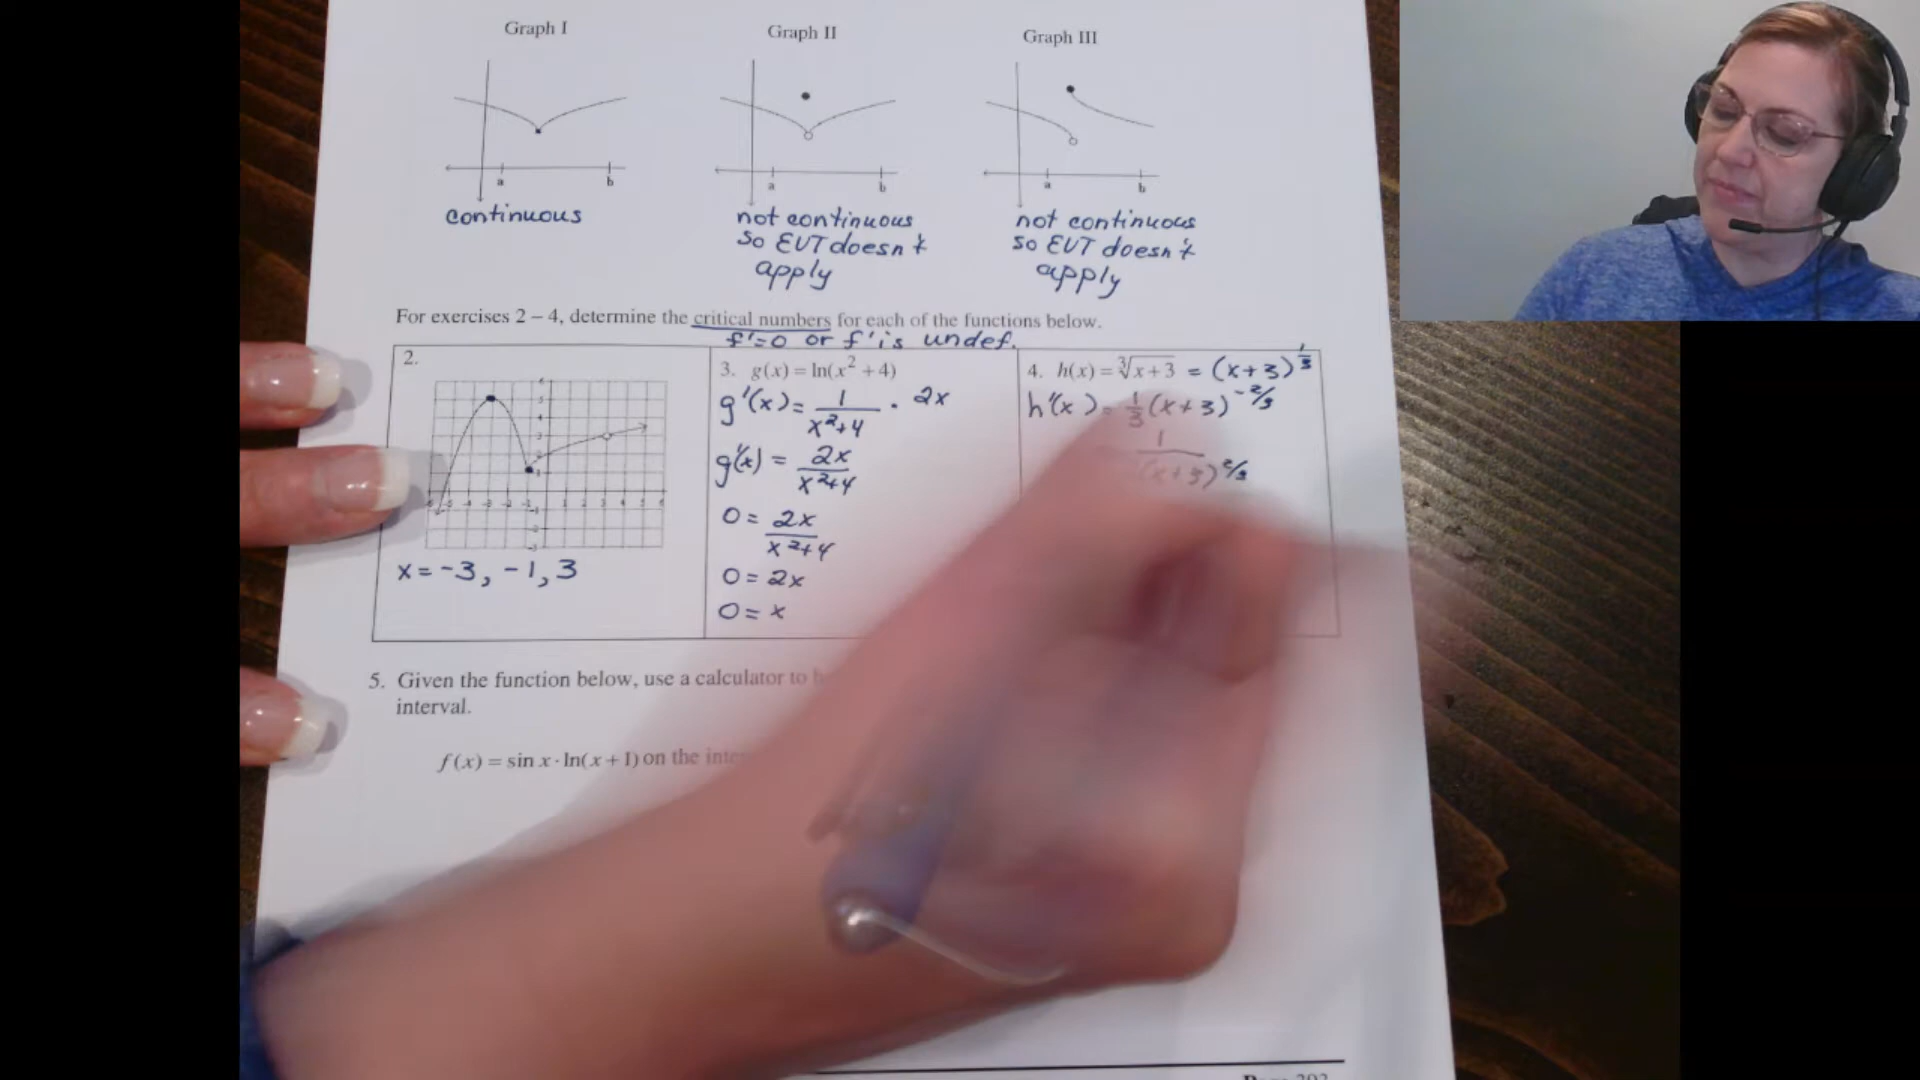 Graph I
Graph II
Graph III
a b
a b
a b
continuous
not continuous
so EVT doesn't
apply
not continuous
so EVT doesn't
apply
For exercises 2 – 4, determine the critical numbers for each of the functions below.
f'=0 or f' is undef.
2.
x = -3, -1, 3
3. g(x) = ln(x² + 4)
g'(x) = 1/(x²+4) · 2x
g'(x) = 2x/(x²+4)
0 = 2x/(x²+4)
0 = 2x
0 = x
4. h(x) = ∛(x+3) = (x+3)^(1/3)
h'(x) = 1/3 (x+3)^(-2/3)
1/(x+3)^(2/3)
5. Given the function below, use a calculator to
interval.
f(x) = sin x · ln(x + 1) on the